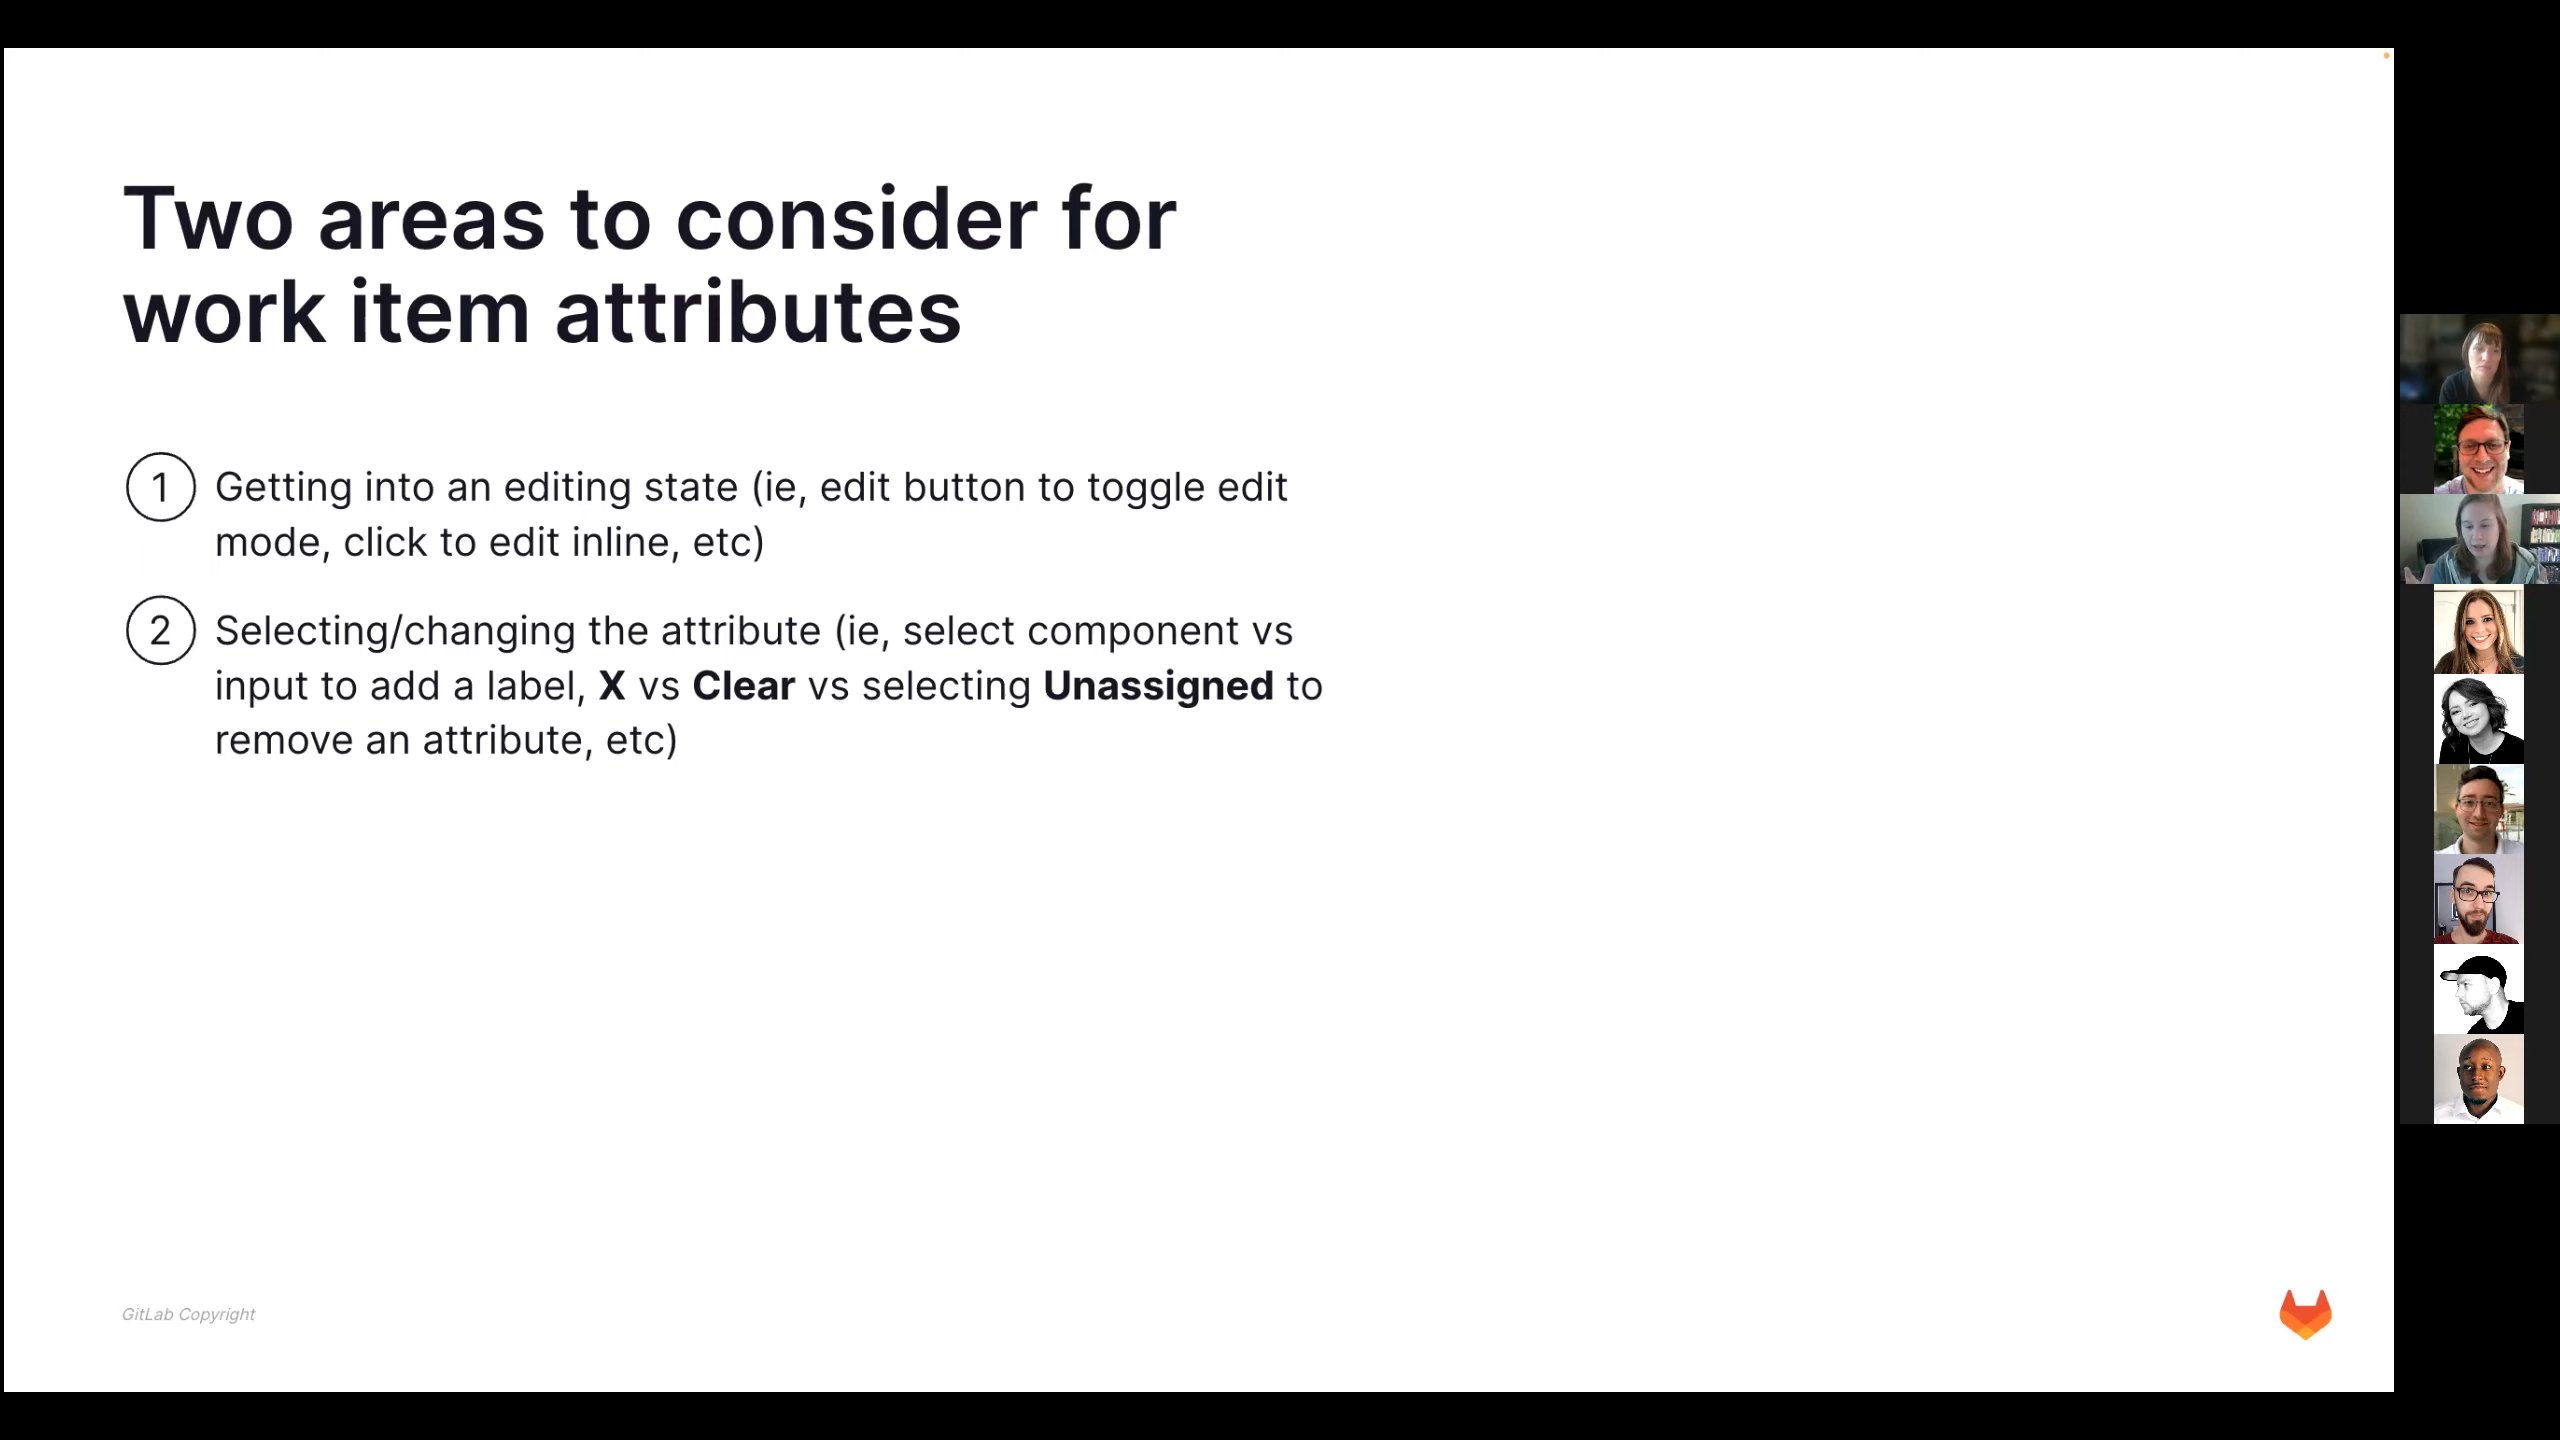 Two areas to consider for
work item attributes
1 Getting into an editing state (ie, edit button to toggle edit
mode, click to edit inline, etc)
2 Selecting/changing the attribute (ie, select component vs
input to add a label, X vs Clear vs selecting Unassigned to
remove an attribute, etc)
GitLab Copyright